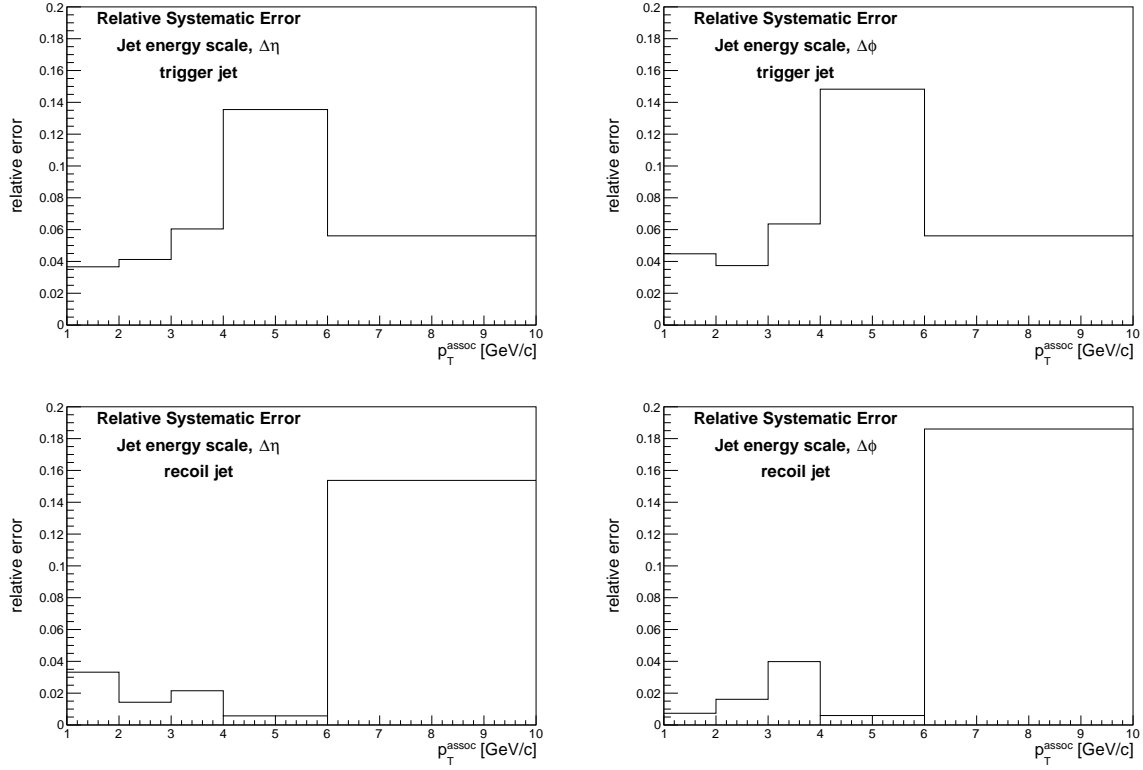 Relative Systematic Error
Jet energy scale, Δη
trigger jet
relative error
0.2
0.18
0.16
0.14
0.12
0.1
0.08
0.06
0.04
0.02
0
1 2 3 4 5 6 7 8 9 10
p_T^assoc [GeV/c]
Relative Systematic Error
Jet energy scale, Δϕ
trigger jet
relative error
0.2
0.18
0.16
0.14
0.12
0.1
0.08
0.06
0.04
0.02
0
1 2 3 4 5 6 7 8 9 10
p_T^assoc [GeV/c]
Relative Systematic Error
Jet energy scale, Δη
recoil jet
relative error
0.2
0.18
0.16
0.14
0.12
0.1
0.08
0.06
0.04
0.02
0
1 2 3 4 5 6 7 8 9 10
p_T^assoc [GeV/c]
Relative Systematic Error
Jet energy scale, Δϕ
recoil jet
relative error
0.2
0.18
0.16
0.14
0.12
0.1
0.08
0.06
0.04
0.02
0
1 2 3 4 5 6 7 8 9 10
p_T^assoc [GeV/c]